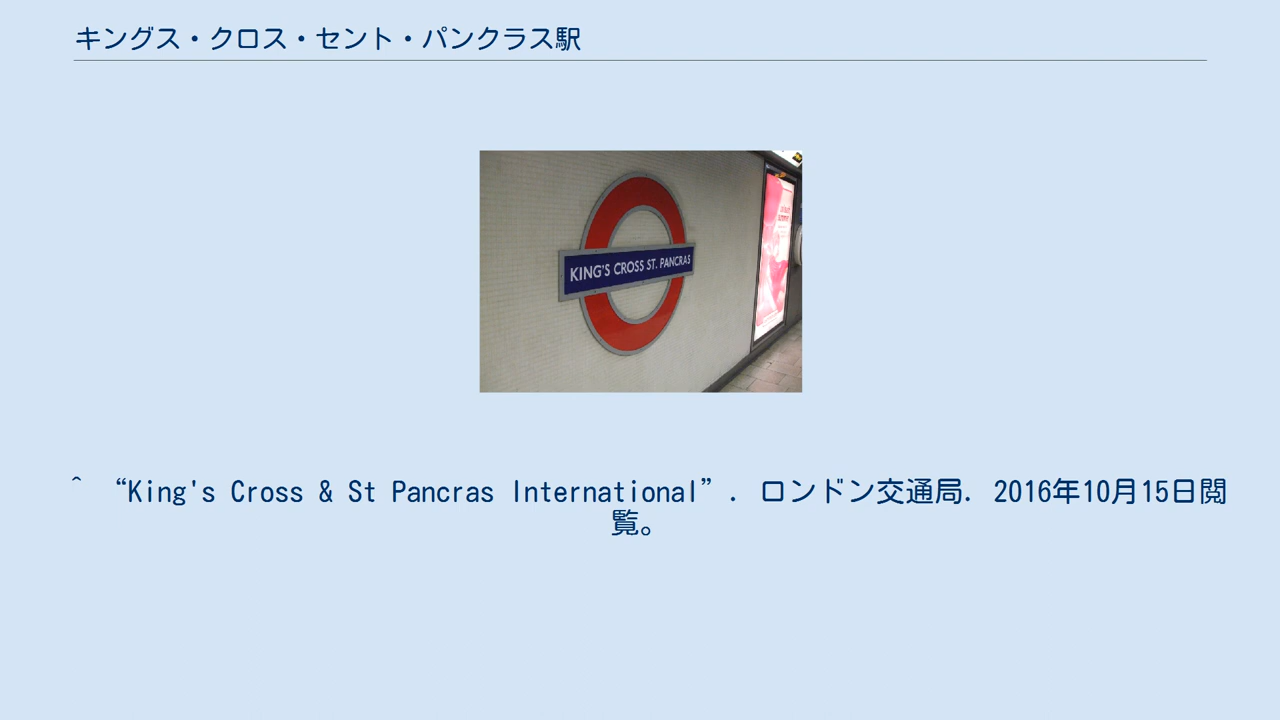 キングス・クロス・セント・パンクラス駅
KING'S CROSS ST. PANCRAS
^ “King's Cross & St Pancras International”. ロンドン交通局. 2016年10月15日閲
覧。